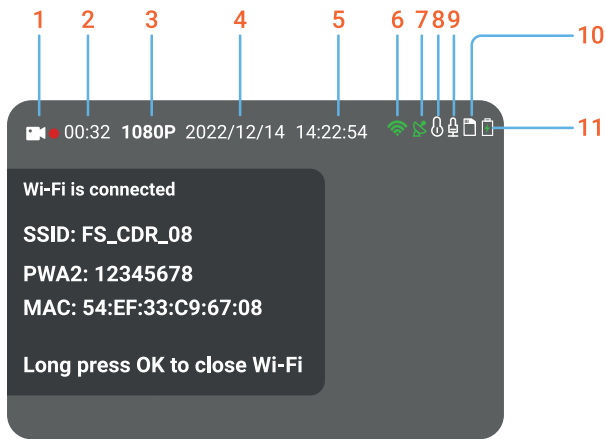 1 2 3 4 5 6 7 8 9 10
11
00:32 1080P 2022/12/14 14:22:54
Wi-Fi is connected
SSID: FS_CDR_08
PWA2: 12345678
MAC: 54:EF:33:C9:67:08
Long press OK to close Wi-Fi